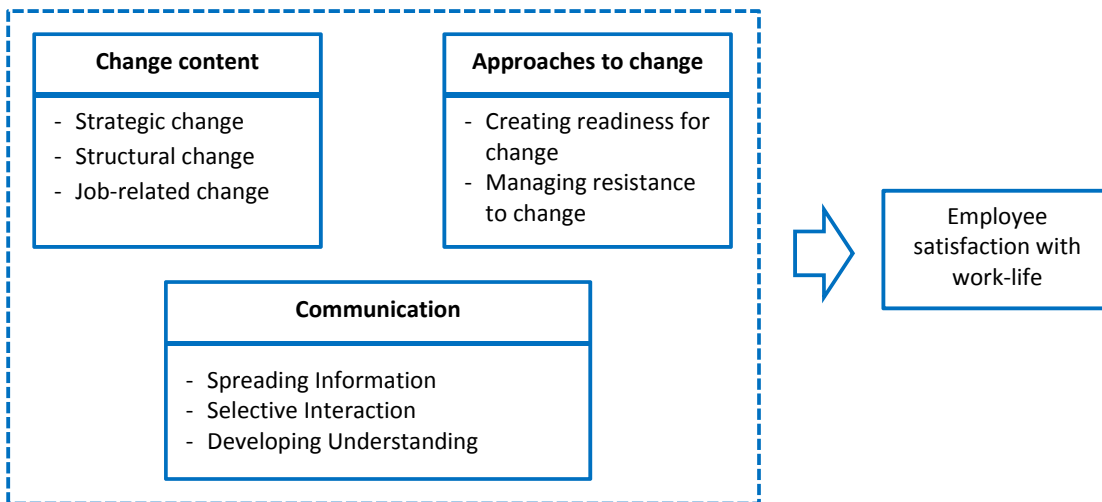 Change content
- Strategic change
- Structural change
- Job-related change
Approaches to change
- Creating readiness for
change
- Managing resistance
to change
Communication
- Spreading Information
- Selective Interaction
- Developing Understanding
Employee
satisfaction with
work-life